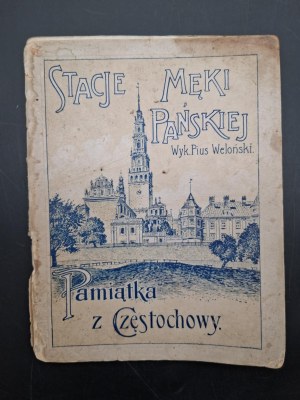 Stacje Męki
Pańskiej
Wyk. Pius Weloński.
Pamiątka
z Częstochowy.